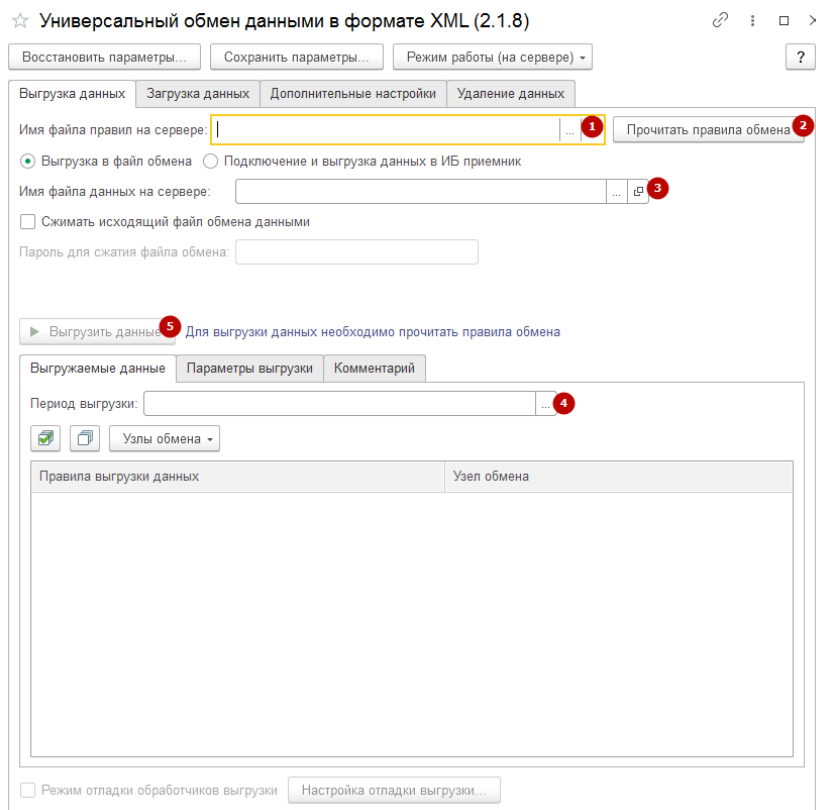 Универсальный обмен данными в формате XML (2.1.8)
Восстановить параметры... Сохранить параметры... Режим работы (на сервере) ?
Выгрузка данных Загрузка данных Дополнительные настройки Удаление данных
Имя файла правил на сервере: ... 1 Прочитать правила обмена 2
Выгрузка в файл обмена Подключение и выгрузка данных в ИБ приемник
Имя файла данных на сервере: ... 3
Сжимать исходящий файл обмена данными
Пароль для сжатия файла обмена:
Выгрузить данные 5 Для выгрузки данных необходимо прочитать правила обмена
Выгружаемые данные Параметры выгрузки Комментарий
Период выгрузки: ... 4
Узлы обмена
Правила выгрузки данных Узел обмена
Режим отладки обработчиков выгрузки Настройка отладки выгрузки...